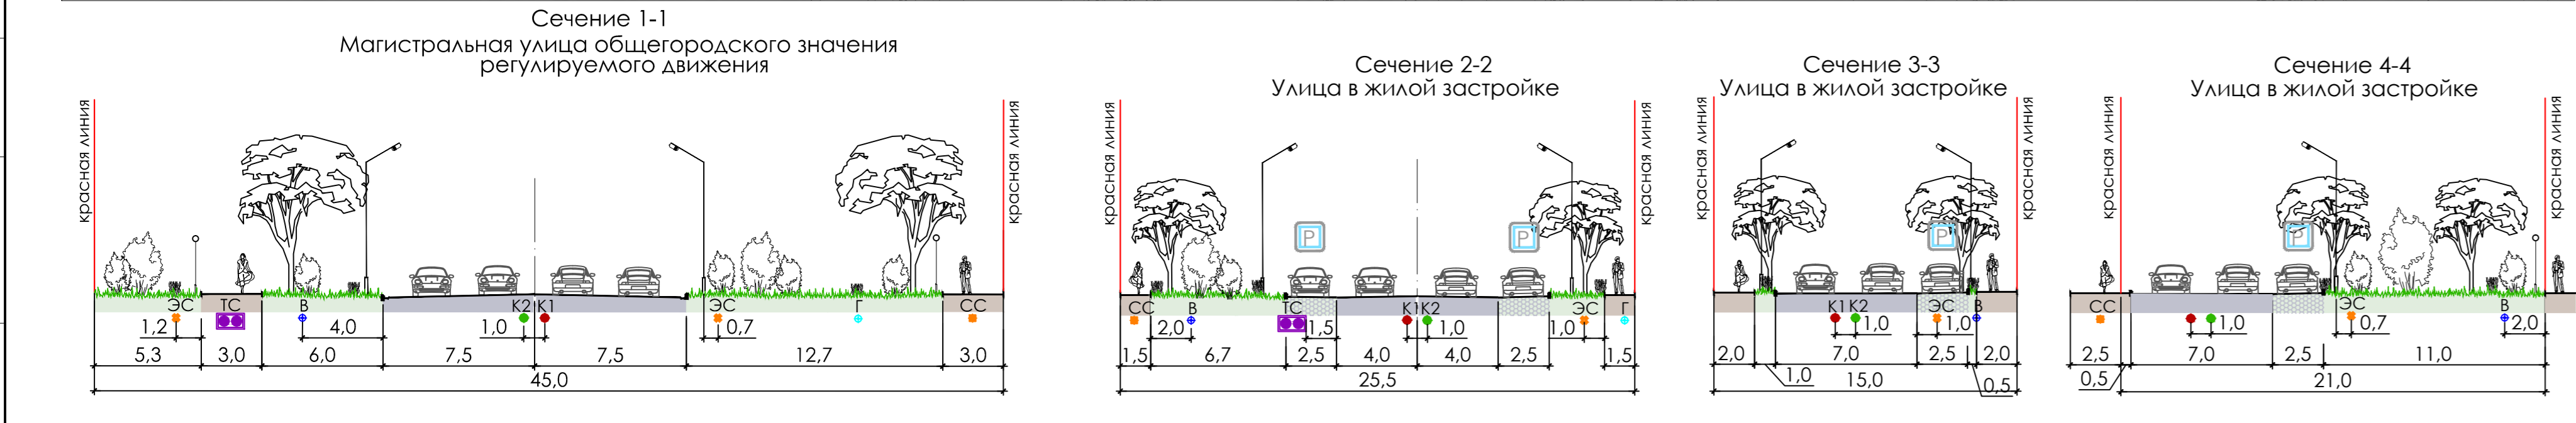 Сечение 1-1
Магистральная улица общегородского значения
регулируемого движения
красная линия
красная линия
ЭС
ТС
В
К2
К1
ЭС
Г
СС
1,2
4,0
1,0
0,7
5,3
3,0
6,0
7,5
7,5
12,7
3,0
45,0
Сечение 2-2
Улица в жилой застройке
красная линия
красная линия
P
P
СС
В
ТС
К1
К2
ЭС
Г
2,0
1,5
1,0
1,0
1,5
6,7
2,5
4,0
4,0
2,5
1,5
25,5
Сечение 3-3
Улица в жилой застройке
красная линия
красная линия
P
К1
К2
ЭС
В
1,0
1,0
2,0
7,0
2,5
2,0
1,0
15,0
0,5
Сечение 4-4
Улица в жилой застройке
красная линия
красная линия
P
СС
ЭС
В
1,0
0,7
2,0
2,5
7,0
2,5
11,0
0,5
21,0